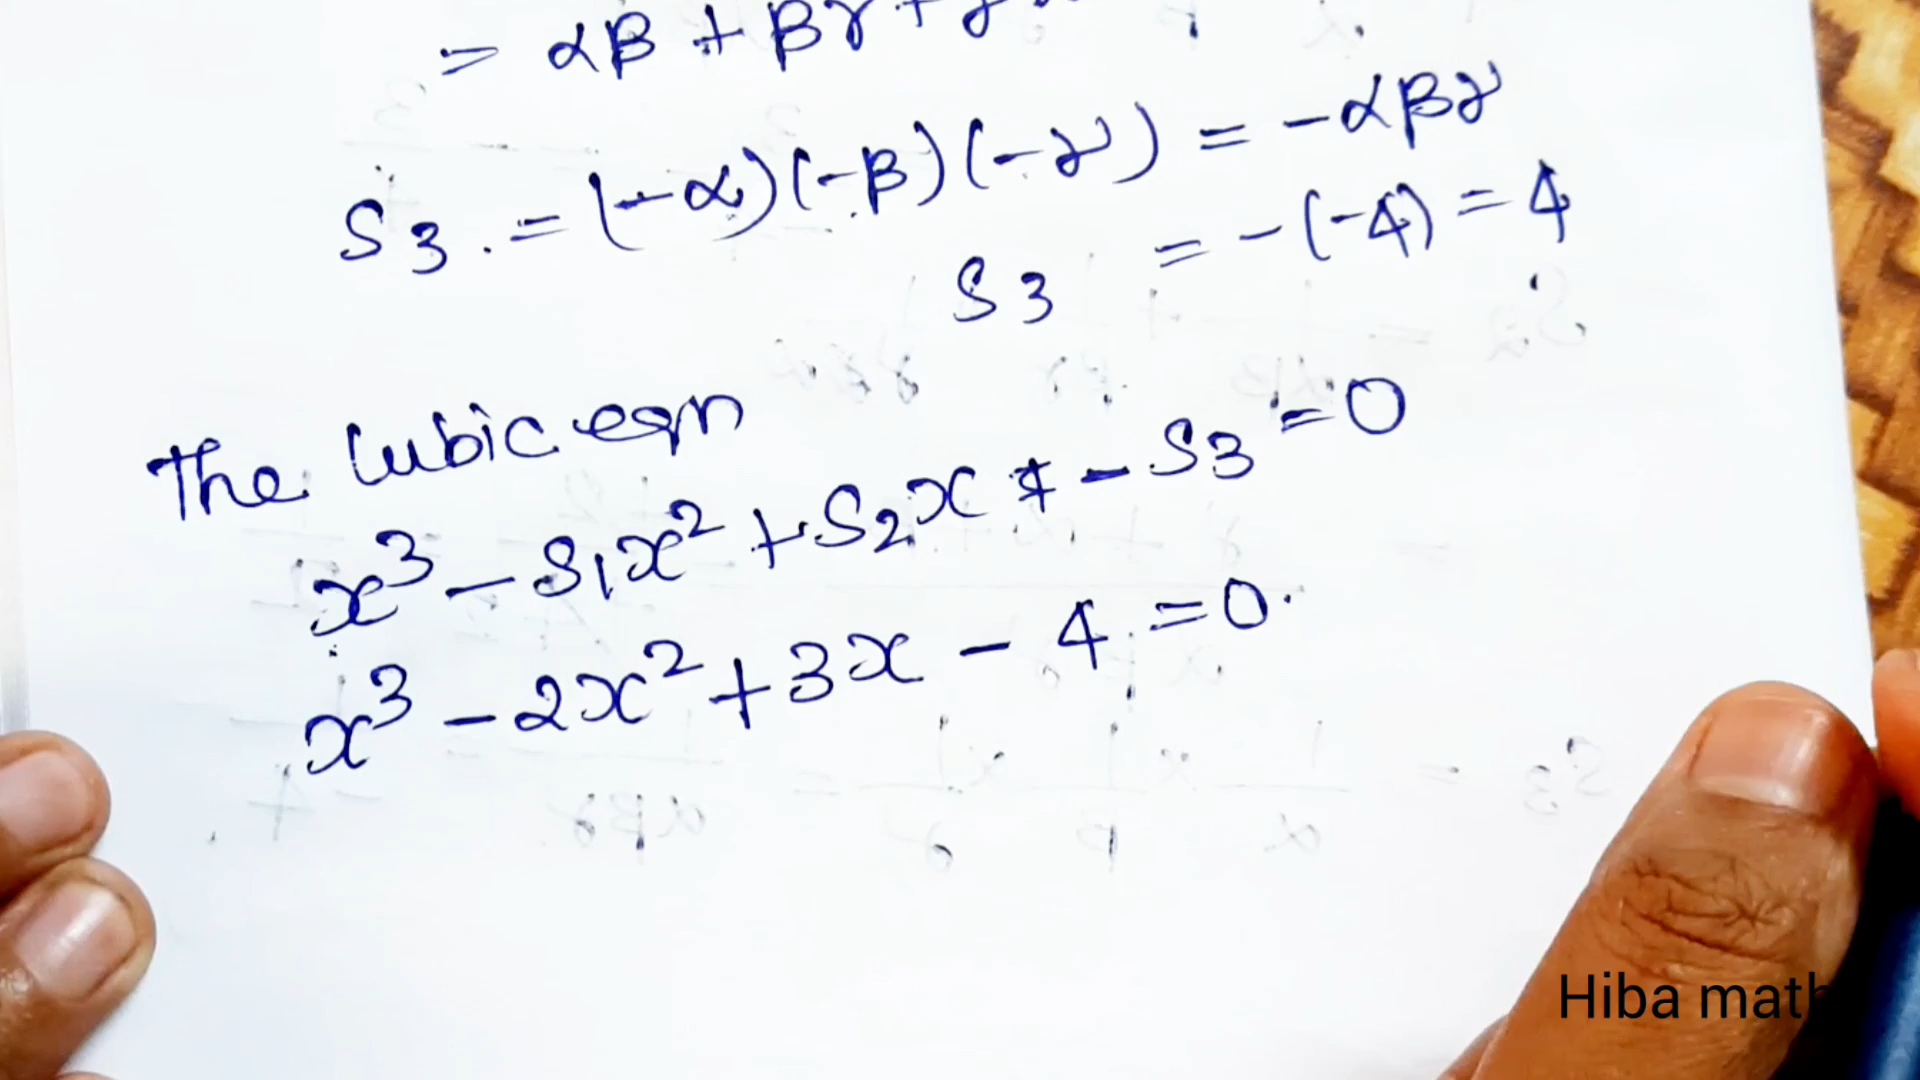 = αβ + βγ +
S3 = (-α)(-β)(-γ) = -αβγ
S3 = -(-4) = 4
The Cubic eqn
x³ - S1x² + S2x - S3 = 0
x³ - 2x² + 3x - 4 = 0.
Hiba math